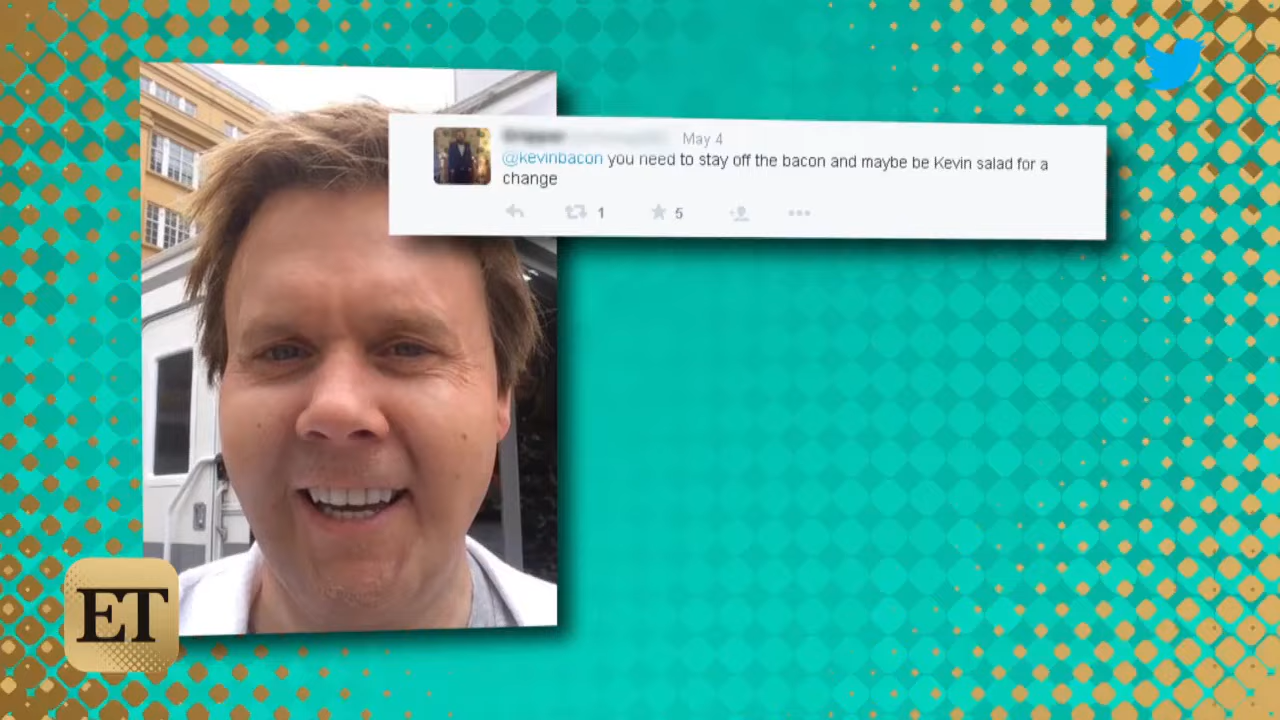 May 4
@kevinbacon you need to stay off the bacon and maybe be Kevin salad for a
change
1
5
ET